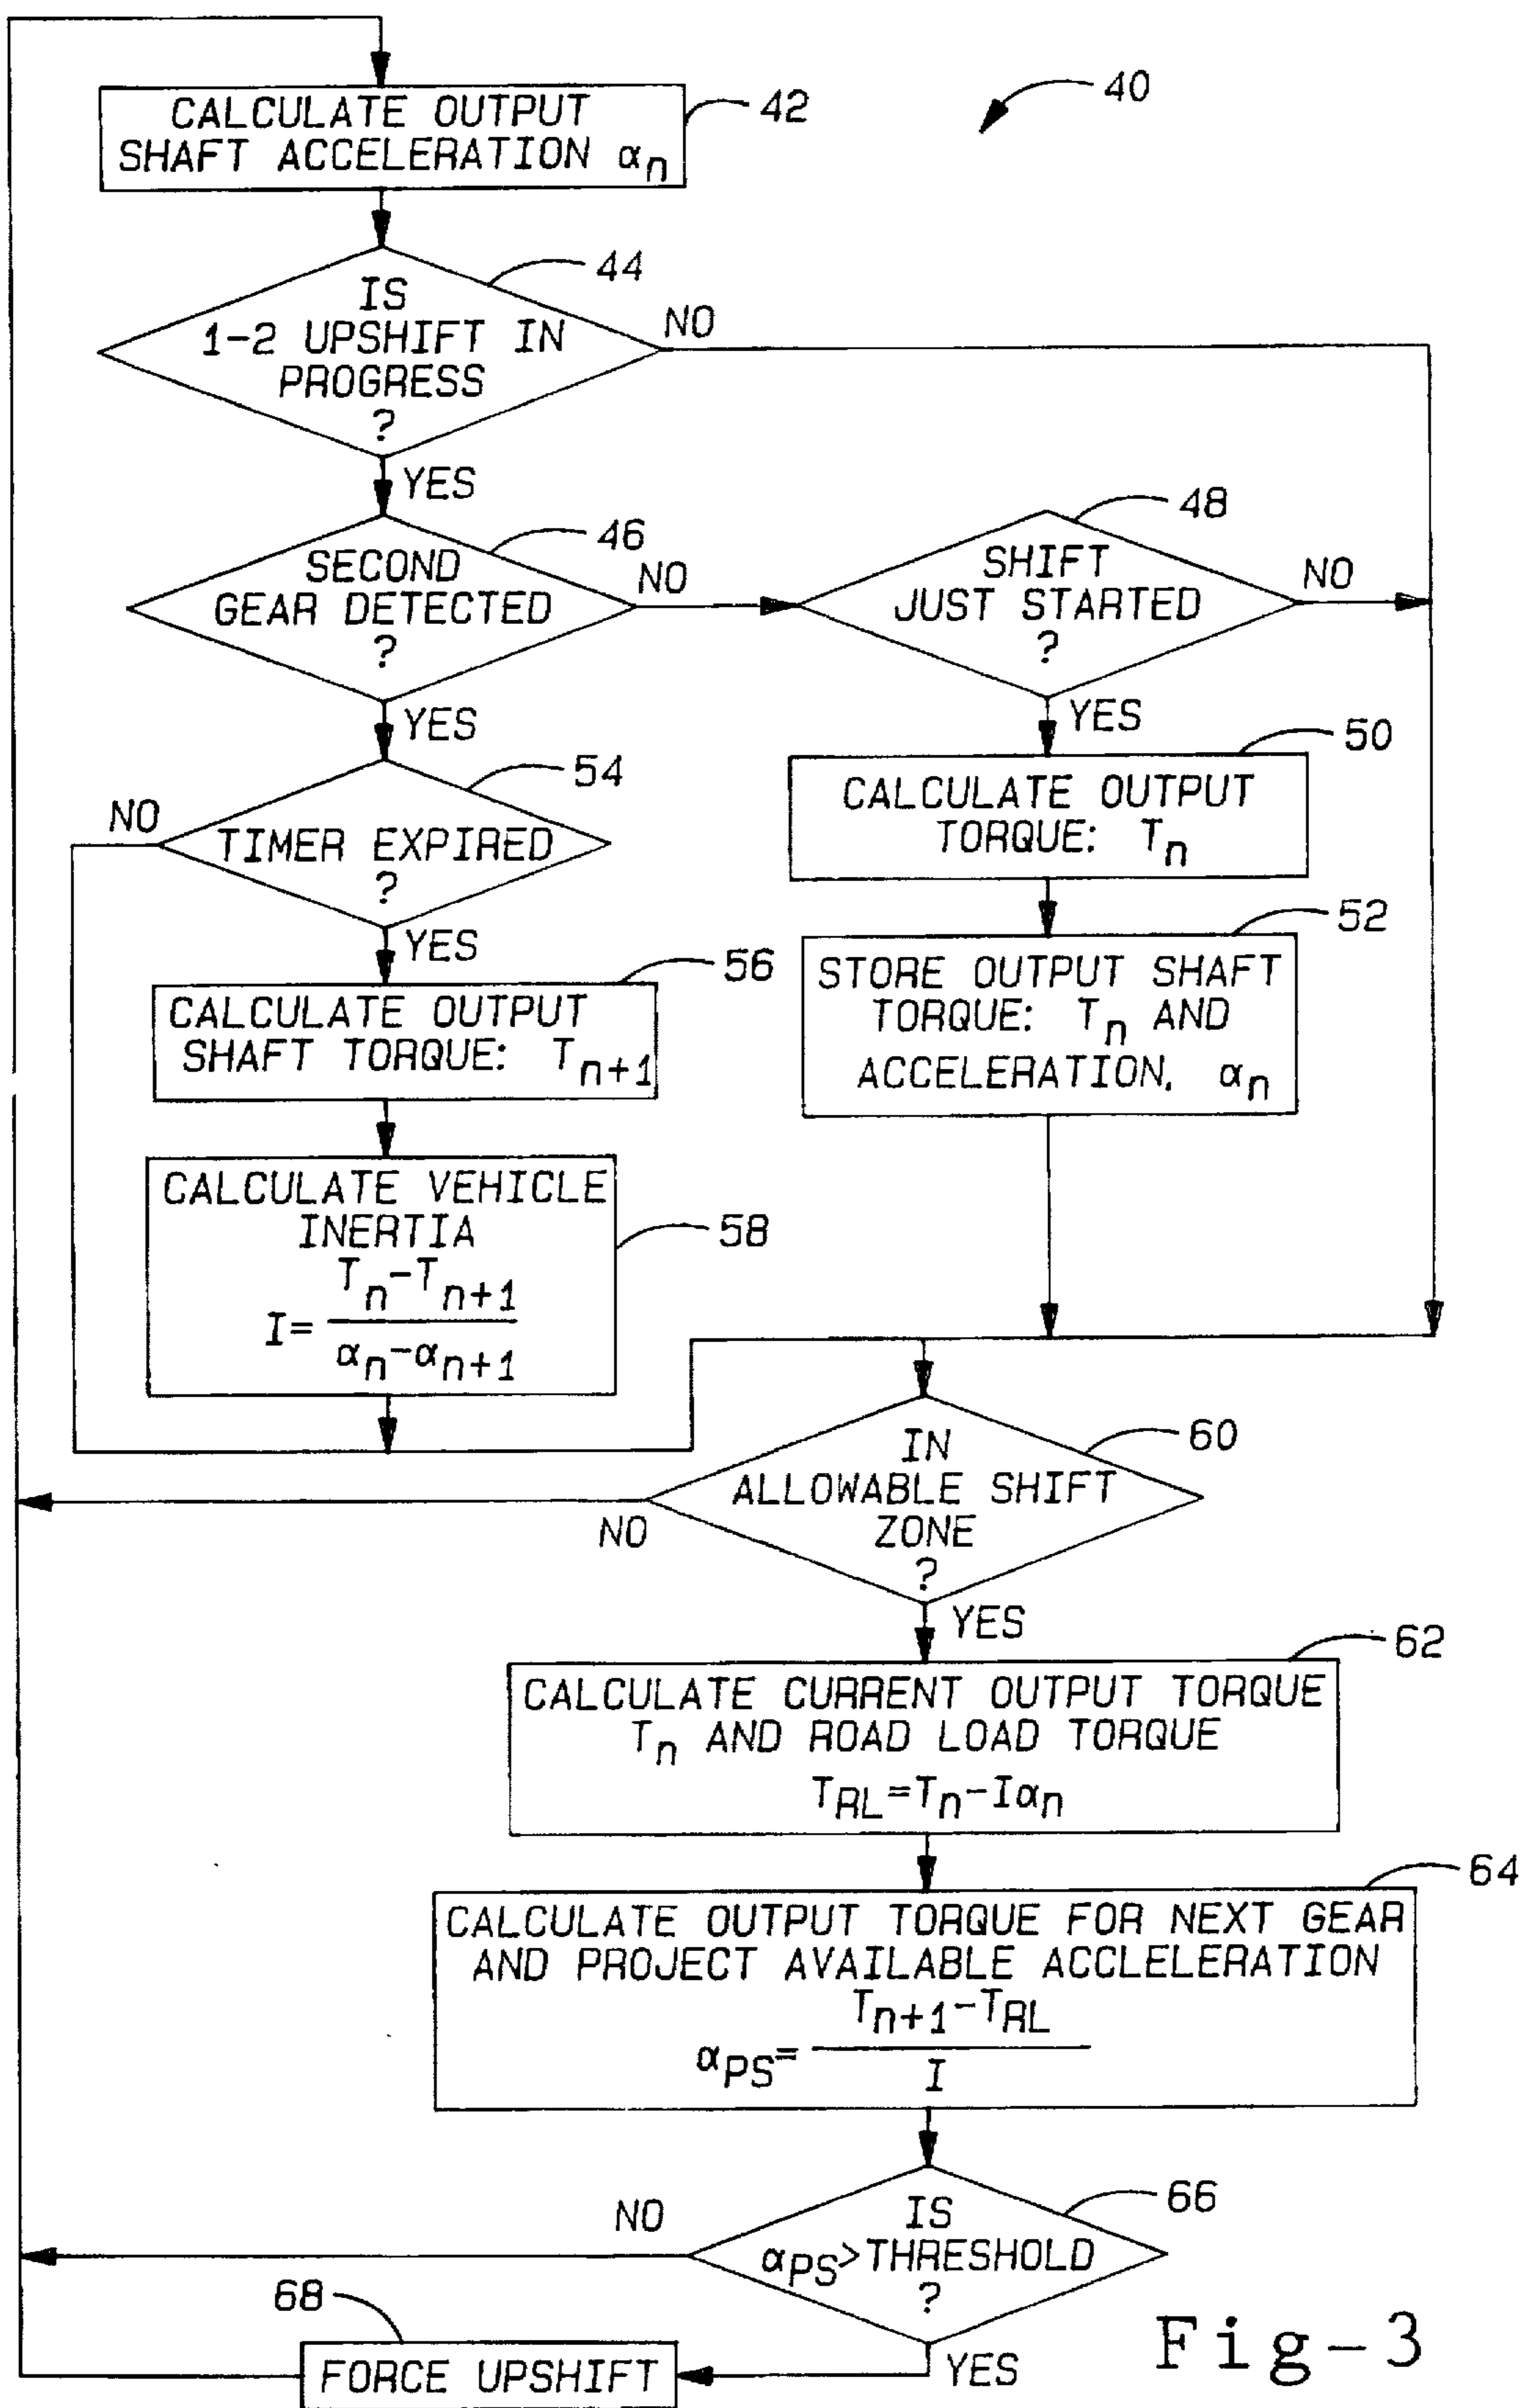 CALCULATE OUTPUT
SHAFT ACCELERATION αn
42
40
IS
1-2 UPSHIFT IN
PROGRESS
?
44
NO
YES
SECOND
GEAR DETECTED
?
46
NO
SHIFT
JUST STARTED
?
48
NO
YES
YES
TIMER EXPIRED
?
54
NO
YES
CALCULATE OUTPUT
TORQUE: Tn
50
STORE OUTPUT SHAFT
TORQUE: Tn AND
ACCELERATION, αn
52
CALCULATE OUTPUT
SHAFT TORQUE: Tn+1
56
CALCULATE VEHICLE
INERTIA
Tn-Tn+1
I=
αn-αn+1
58
IN
ALLOWABLE SHIFT
ZONE
?
60
NO
YES
CALCULATE CURRENT OUTPUT TORQUE
Tn AND ROAD LOAD TORQUE
TRL=Tn-Iαn
62
CALCULATE OUTPUT TORQUE FOR NEXT GEAR
AND PROJECT AVAILABLE ACCLELERATION
Tn+1-TRL
αPS=
I
64
IS
αPS>THRESHOLD
?
66
NO
YES
68
FORCE UPSHIFT
Fig-3